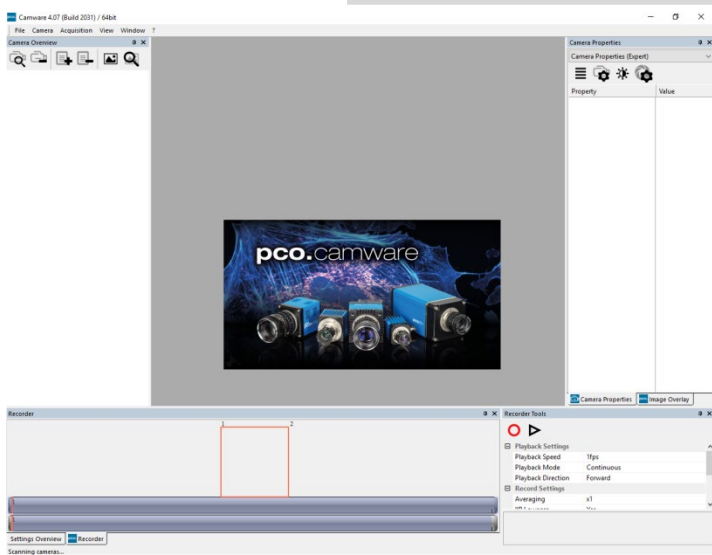 Camware 4.07 (Build 2031) / 64bit
File Camera Acquisition View Window ?
Camera Overview
Camera Properties
Camera Properties (Expert)
Property Value
pco.camware
Camera Properties Image Overlay
Recorder
1 2
Recorder Tools
Playback Settings
Playback Speed 1fps
Playback Mode Continuous
Playback Direction Forward
Record Settings
Averaging x1
Settings Overview Recorder
Scanning cameras...